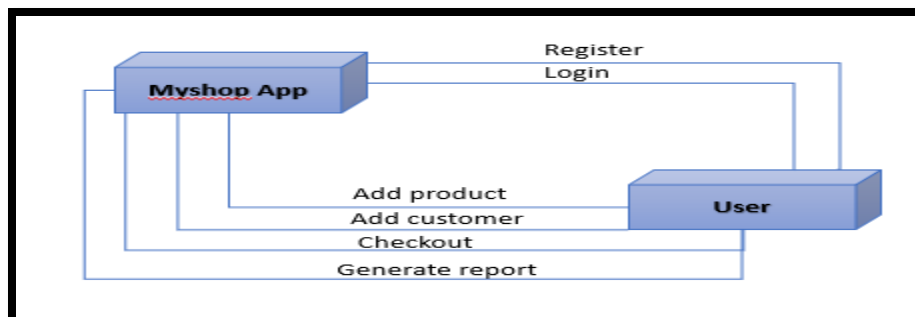 Register
Login
Myshop App
Add product
User
Add customer
Checkout
Generate report